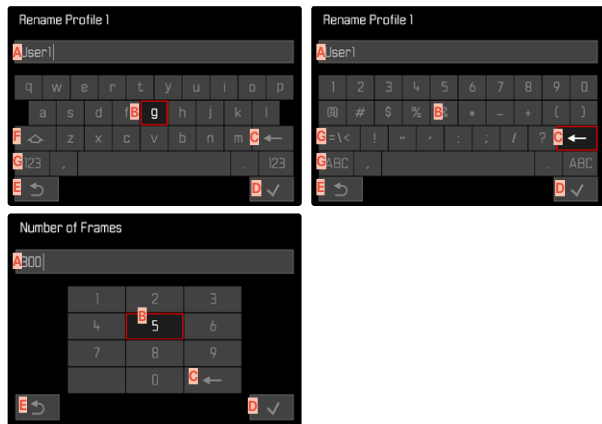 Rename Profile 1
A User1
q w e r t y u i o p
a s d f B g h j k l
F z x c v b n m C ←
G 123 , . 123
E D ✓
Rename Profile 1
A User1
1 2 3 4 5 6 7 8 9 0
@ # $ % B * - + ( )
G =\< ! " ' : ; / ? C ←
G ABC , . ABC
E D ✓
Number of Frames
A 300
1 2 3
B
4 5 6
7 8 9
0 C ←
E D ✓